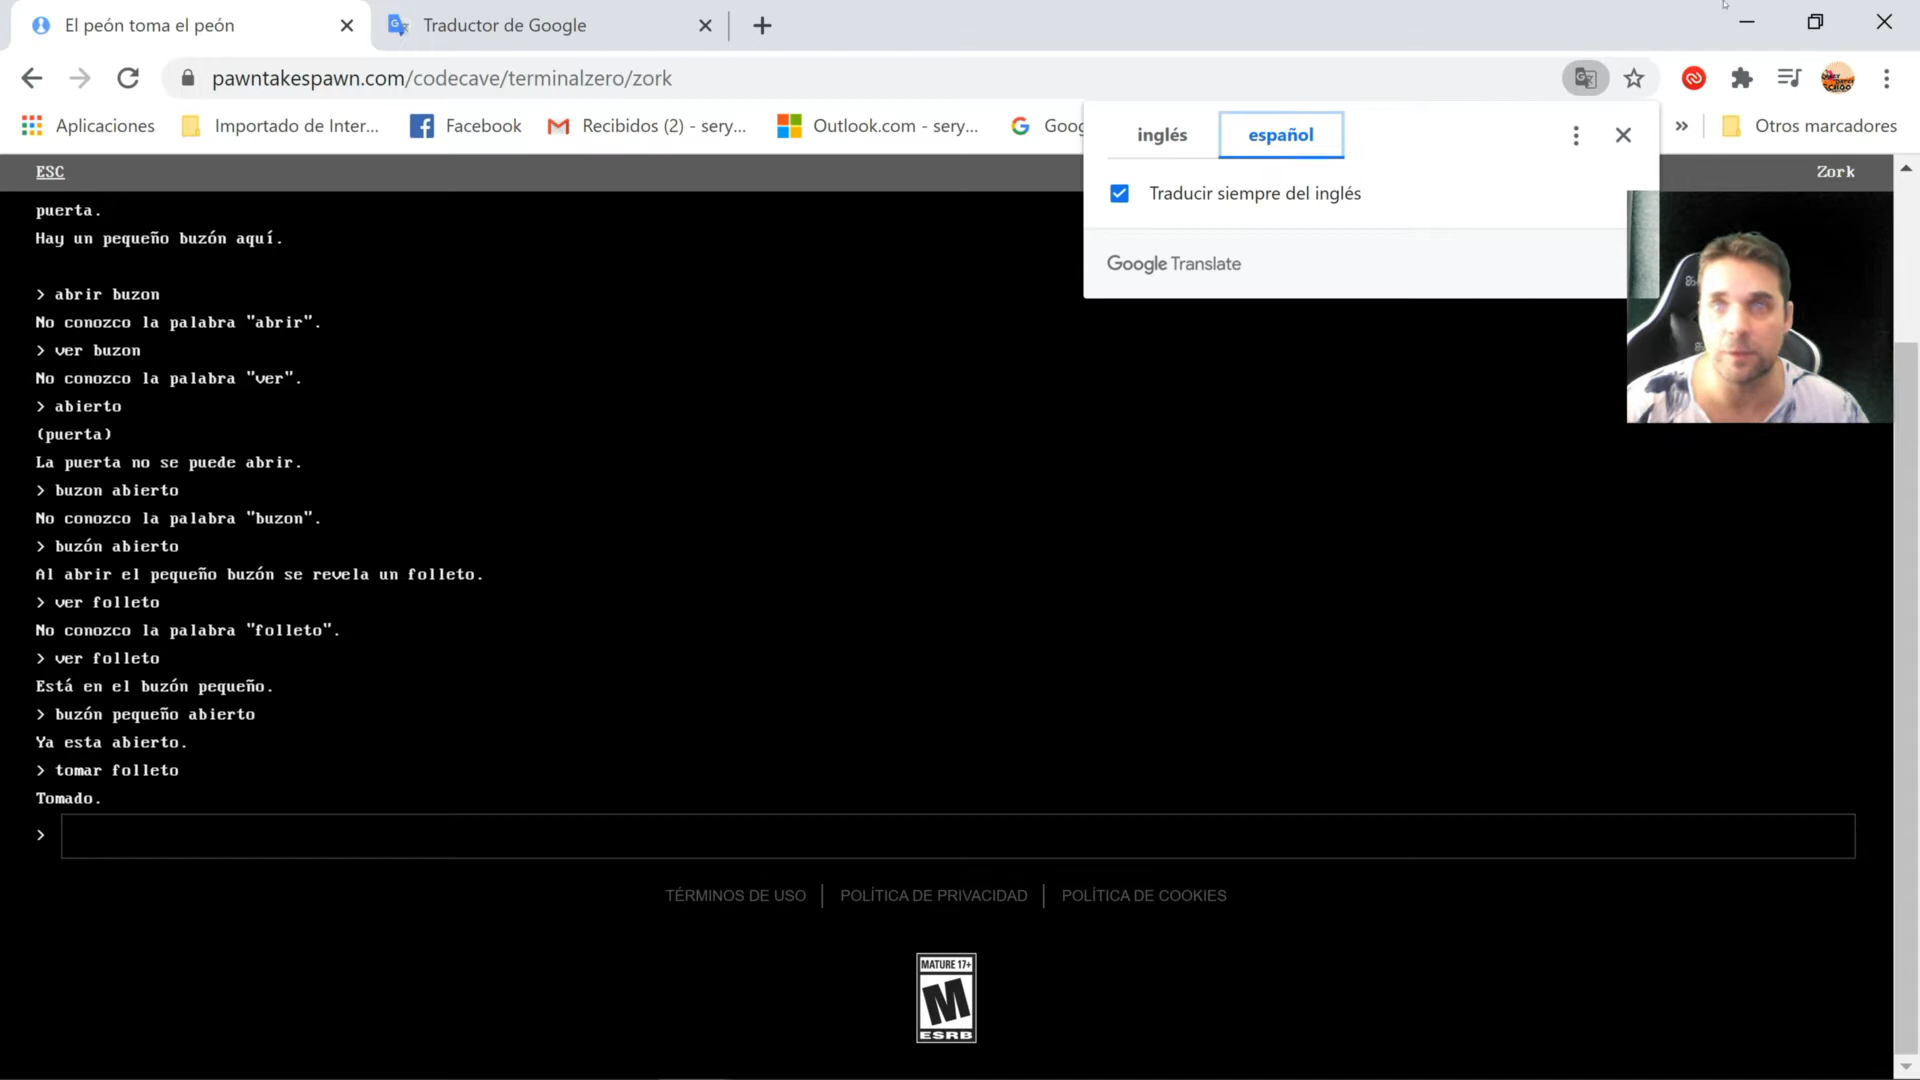 El peón toma el peón
Traductor de Google
pawntakespawn.com/codecave/terminalzero/zork
Aplicaciones
Importado de Inter...
Facebook
Recibidos (2) - sery...
Outlook.com - sery...
Goog
Otros marcadores
inglés
español
Traducir siempre del inglés
Google Translate
ESC
Zork
puerta.
Hay un pequeño buzón aquí.
> abrir buzon
No conozco la palabra "abrir".
> ver buzon
No conozco la palabra "ver".
> abierto
(puerta)
La puerta no se puede abrir.
> buzon abierto
No conozco la palabra "buzon".
> buzón abierto
Al abrir el pequeño buzón se revela un folleto.
> ver folleto
No conozco la palabra "folleto".
> ver folleto
Está en el buzón pequeño.
> buzón pequeño abierto
Ya esta abierto.
> tomar folleto
Tomado.
>
TÉRMINOS DE USO
POLÍTICA DE PRIVACIDAD
POLÍTICA DE COOKIES
MATURE 17+
M
ESRB